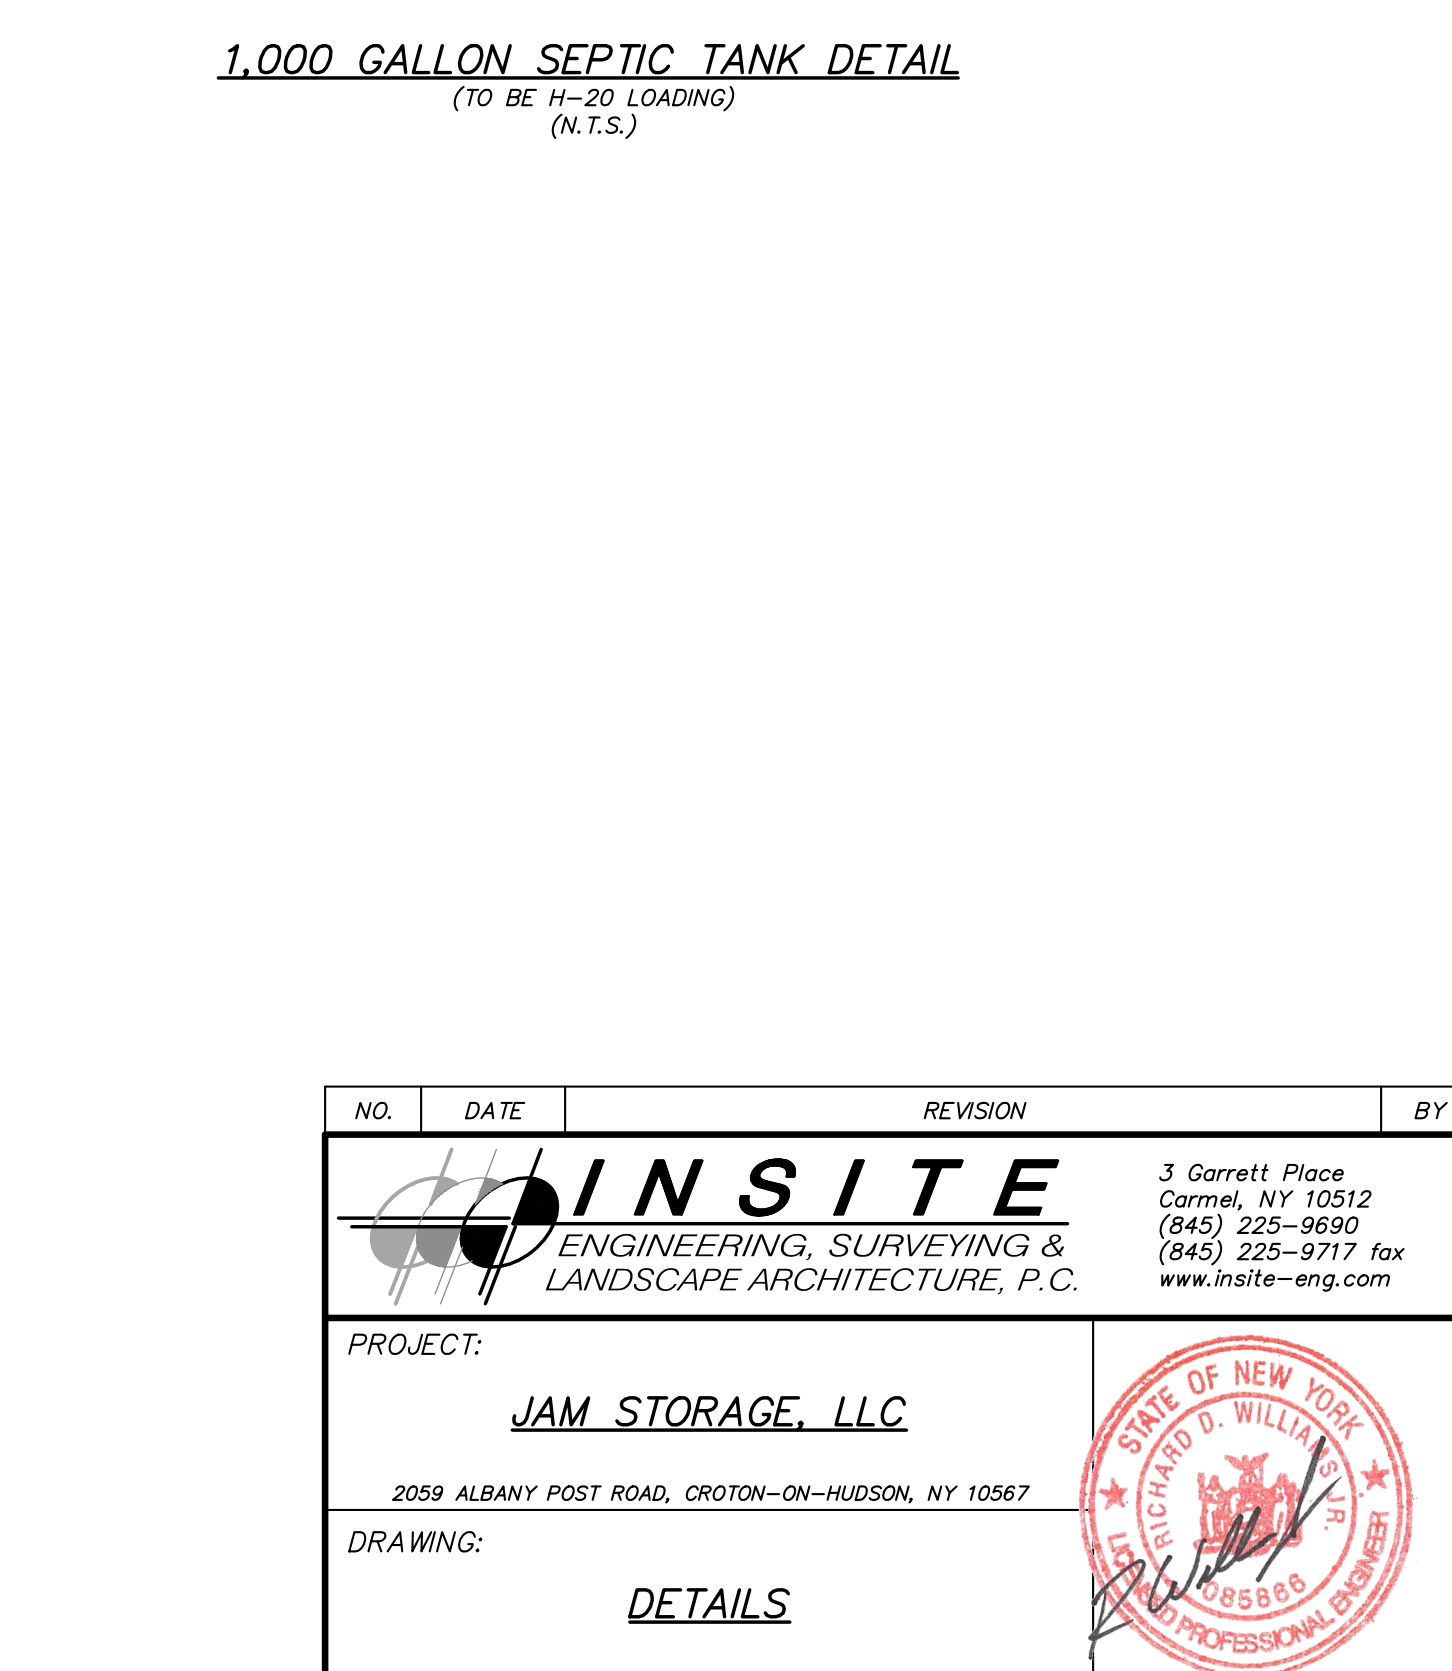 1,000 GALLON SEPTIC TANK DETAIL
(TO BE H-20 LOADING)
(N.T.S.)
NO. DATE REVISION BY
INSITE
ENGINEERING, SURVEYING &
LANDSCAPE ARCHITECTURE, P.C.
3 Garrett Place
Carmel, NY 10512
(845) 225-9690
(845) 225-9717 fax
www.insite-eng.com
PROJECT:
JAM STORAGE, LLC
2059 ALBANY POST ROAD, CROTON-ON-HUDSON, NY 10567
DRAWING:
DETAILS
STATE OF NEW YORK
RICHARD D. WILLIAMS JR.
085866
LICENSED PROFESSIONAL ENGINEER